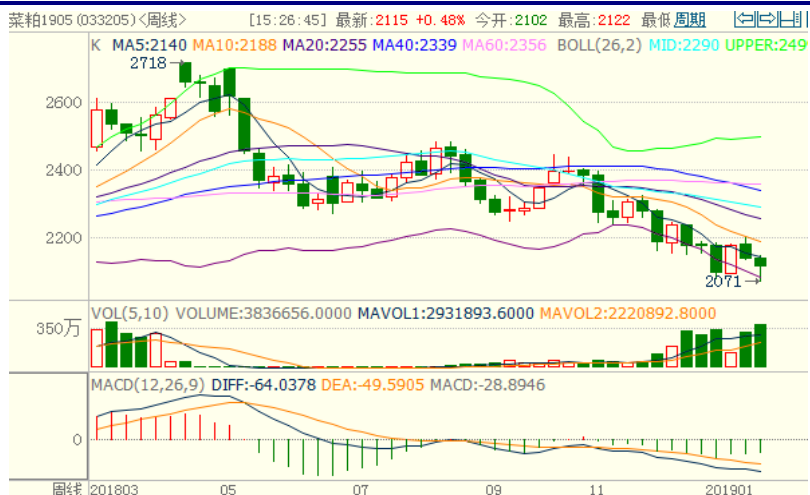 菜粕1905(033205)<周线> [15:26:45] 最新:2115 +0.48% 今开:2102 最高:2122 最低 周期
K MA5:2140 MA10:2188 MA20:2255 MA40:2339 MA60:2356 BOLL(26,2) MID:2290 UPPER:249
2718
2600
2400
2200
2071
VOL(5,10) VOLUME:3836656.0000 MAVOL1:2931893.6000 MAVOL2:2220892.8000
350万
MACD(12,26,9) DIFF:-64.0378 DEA:-49.5905 MACD:-28.8946
0
周线 201803 05 07 09 11 201901